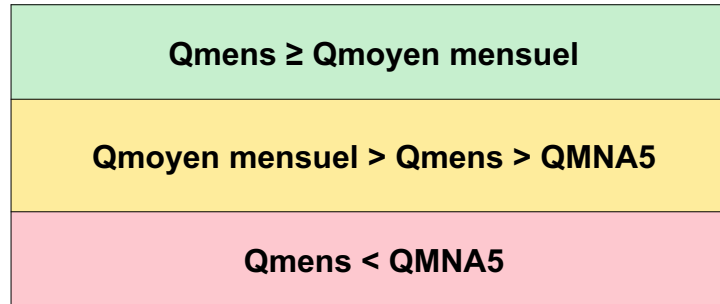 Qmens ≥ Qmoyen mensuel
Qmoyen mensuel > Qmens > QMNA5
Qmens < QMNA5